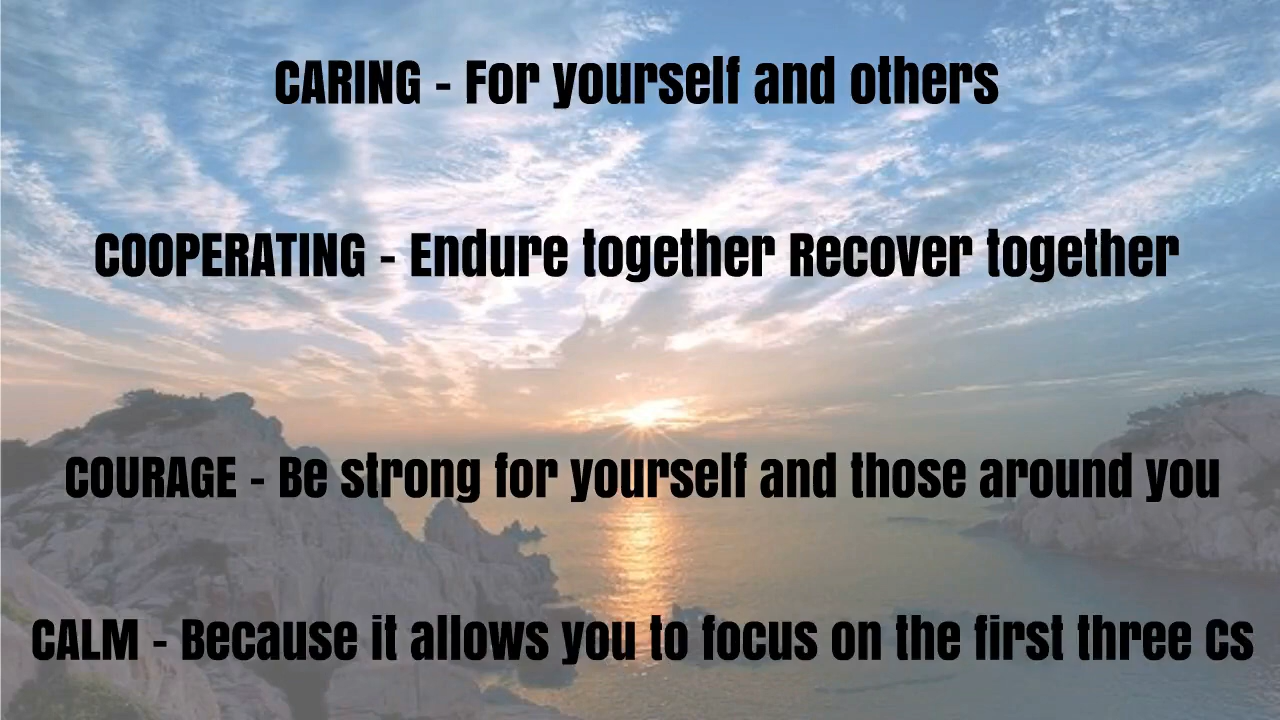 CARING - For yourself and others
COOPERATING - Endure together Recover together
COURAGE - Be strong for yourself and those around you
CALM - Because it allows you to focus on the first three Cs